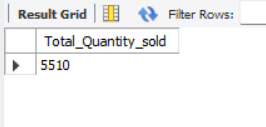 Result Grid Filter Rows:
Total_Quantity_sold
5510